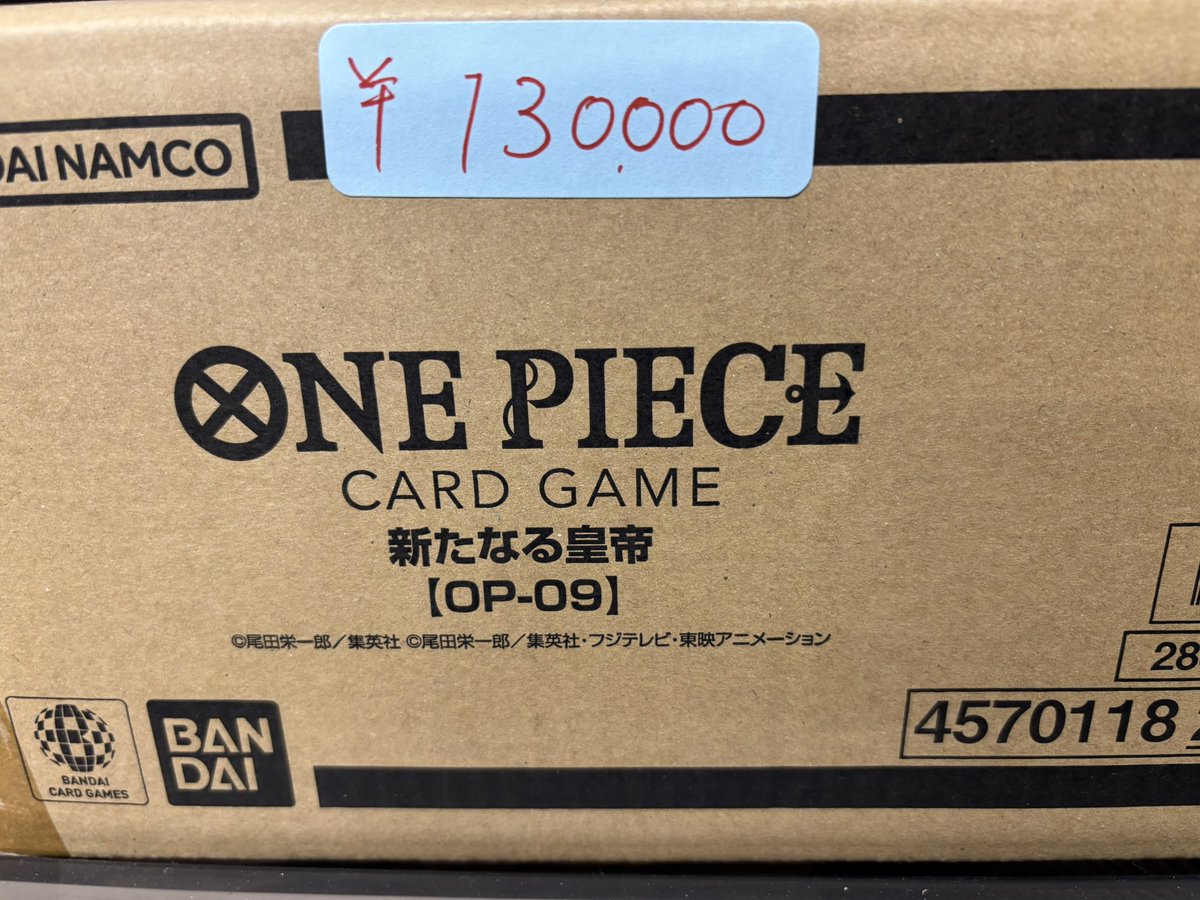 ¥130,000
DAI NAMCO
ONE PIECE
CARD GAME
新たなる皇帝
【OP-09】
©尾田栄一郎／集英社 ©尾田栄一郎／集英社・フジテレビ・東映アニメーション
28
4570118
BANDAI
CARD GAMES
BAN
DAI